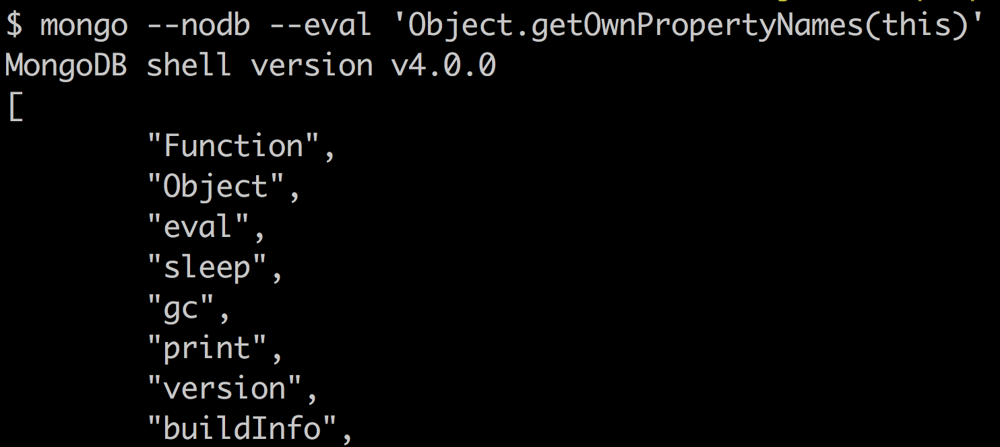 $ mongo --nodb --eval 'Object.getOwnPropertyNames(this)'
MongoDB shell version v4.0.0
[
"Function",
"Object",
"eval",
"sleep",
"gc",
"print",
"version",
"buildInfo",